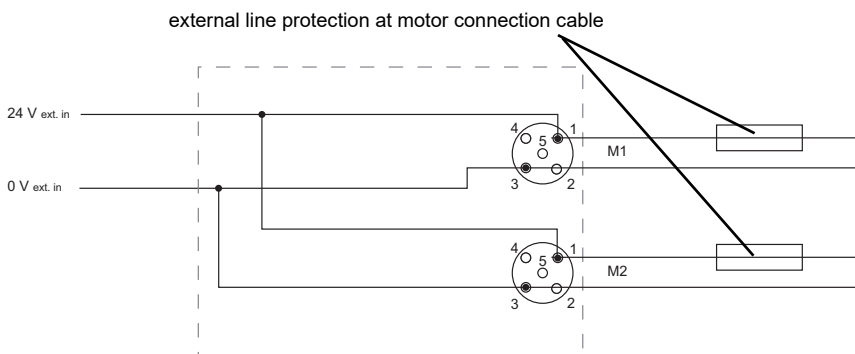 external line protection at motor connection cable
24 V ext. in
4 1
5
M1
3 2
0 V ext. in
4 1
5
M2
3 2